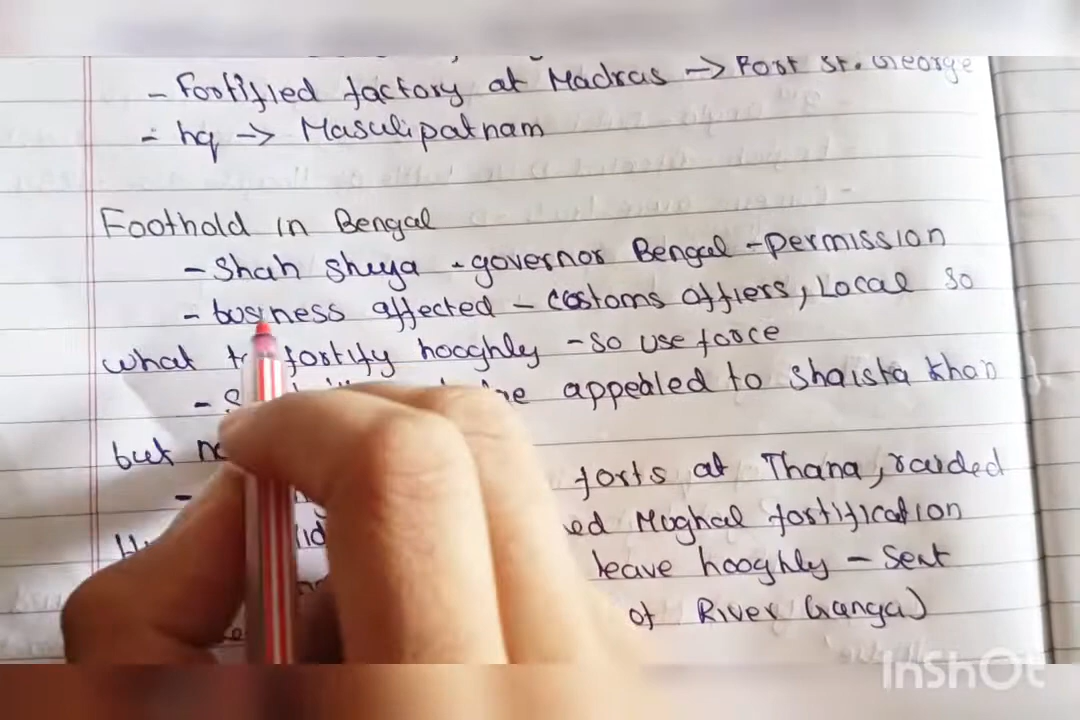 - Fortified factory at Madras -> Fort St. George
- hq -> Masulipatnam
Foothold in Bengal
- Shah Shuya - governor Bengal - permission
- business affected - customs offiers, Local so
what to fortify hooghly - so use force
- appealed to Shaista Khan
but
- forts at Thana, raided
Mughal fortification
leave hooghly - Sent
of River Ganga)
InShOt